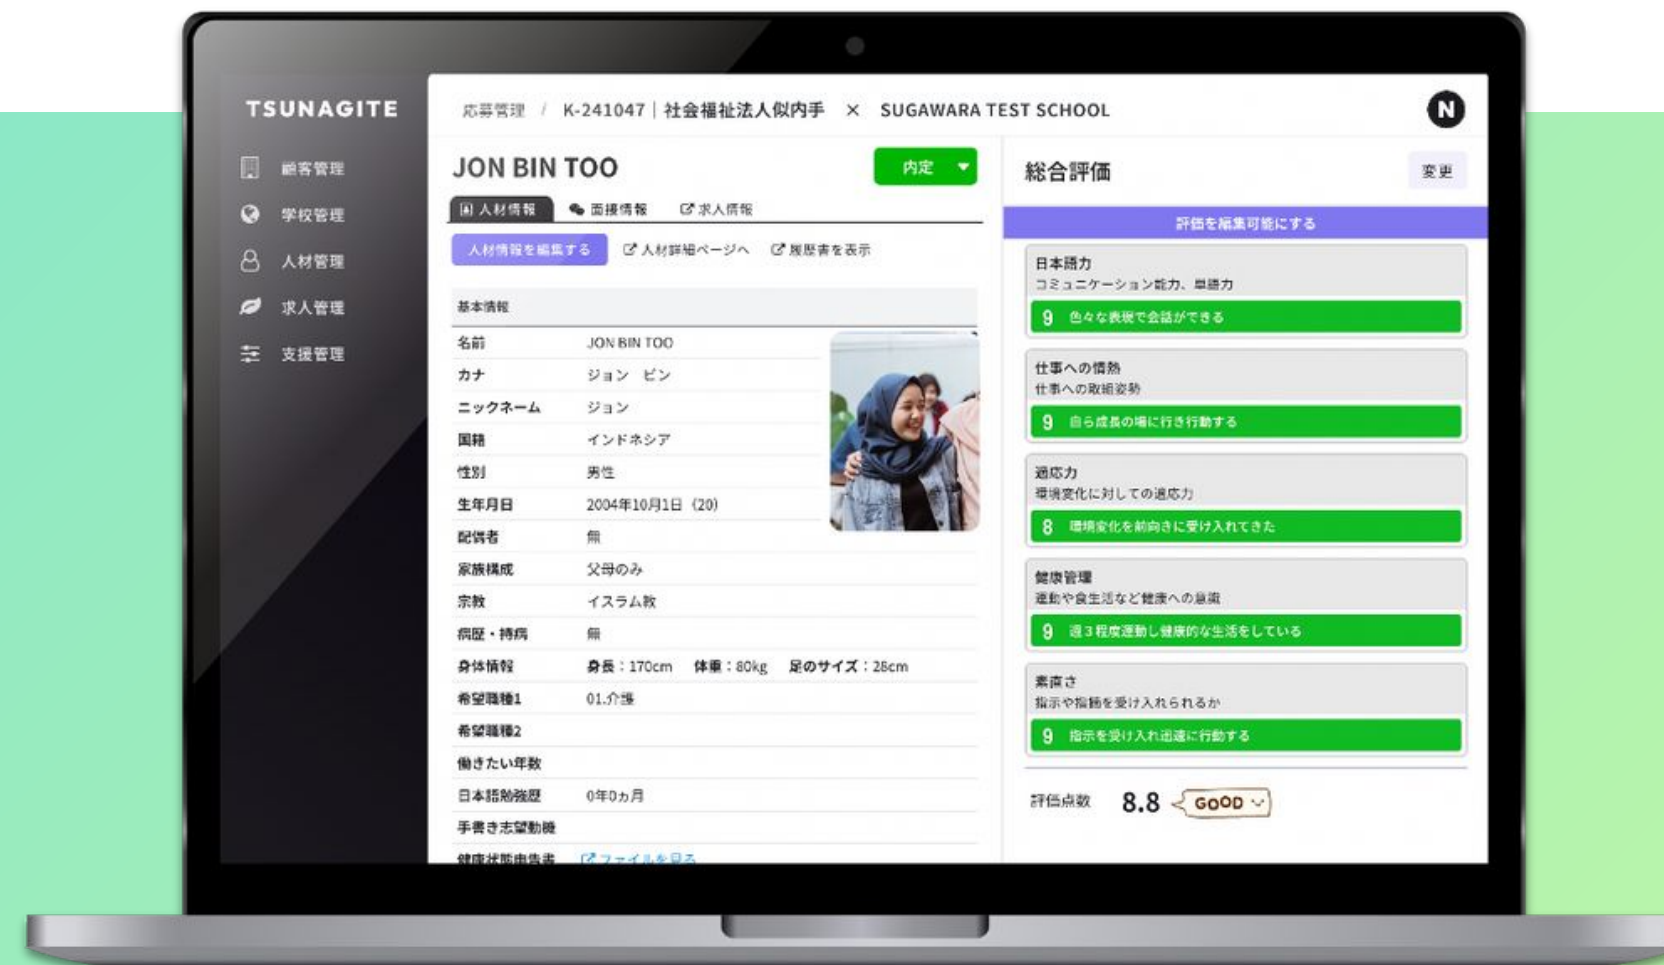 TSUNAGITE
顧客管理
学校管理
人材管理
求人管理
支援管理
応募管理 / K-241047｜社会福祉法人似内手 × SUGAWARA TEST SCHOOL
N
JON BIN TOO
内定
人材情報
面接情報
求人情報
人材情報を編集する
人材詳細ページへ
履歴書を表示
基本情報
名前 JON BIN TOO
カナ ジョン ビン
ニックネーム ジョン
国籍 インドネシア
性別 男性
生年月日 2004年10月1日（20）
配偶者 無
家族構成 父母のみ
宗教 イスラム教
病歴・持病 無
身体情報 身長：170cm 体重：80kg 足のサイズ：28cm
希望職種1 01.介護
希望職種2
働きたい年数
日本語勉強歴 0年0ヵ月
手書き志望動機
健康状態申告書 ファイルを見る
総合評価
変更
評価を編集可能にする
日本語力
コミュニケーション能力、単語力
9 色々な表現で会話ができる
仕事への情熱
仕事への取組姿勢
9 自ら成長の場に行き行動する
適応力
環境変化に対しての適応力
8 環境変化を前向きに受け入れてきた
健康管理
運動や食生活など健康への意識
9 週３程度運動し健康的な生活をしている
素直さ
指示や指摘を受け入れられるか
9 指示を受け入れ迅速に行動する
評価点数 8.8 GOOD